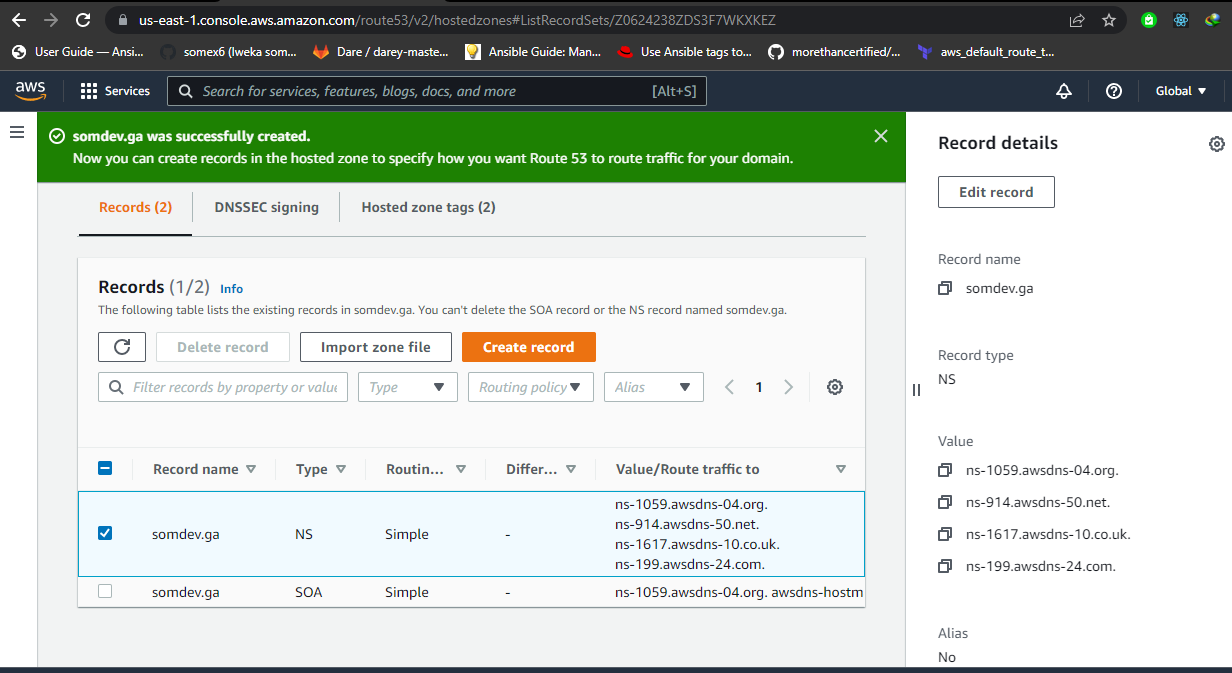 us-east-1.console.aws.amazon.com/route53/v2/hostedzones#ListRecordSets/Z0624238ZDS3F7WKXKEZ
User Guide — Ansi...
somex6 (Iweka som...
Dare / darey-maste...
Ansible Guide: Man...
Use Ansible tags to...
morethancertified/...
aws_default_route_t...
aws
Services
Search for services, features, blogs, docs, and more
[Alt+S]
Global
somdev.ga was successfully created.
Now you can create records in the hosted zone to specify how you want Route 53 to route traffic for your domain.
Records (2)
DNSSEC signing
Hosted zone tags (2)
Records (1/2) Info
The following table lists the existing records in somdev.ga. You can't delete the SOA record or the NS record named somdev.ga.
Delete record
Import zone file
Create record
Filter records by property or value
Type
Routing policy
Alias
1
Record name
Type
Routin...
Differ...
Value/Route traffic to
somdev.ga
NS
Simple
-
ns-1059.awsdns-04.org.
ns-914.awsdns-50.net.
ns-1617.awsdns-10.co.uk.
ns-199.awsdns-24.com.
somdev.ga
SOA
Simple
-
ns-1059.awsdns-04.org. awsdns-hostm
Record details
Edit record
Record name
somdev.ga
Record type
NS
Value
ns-1059.awsdns-04.org.
ns-914.awsdns-50.net.
ns-1617.awsdns-10.co.uk.
ns-199.awsdns-24.com.
Alias
No